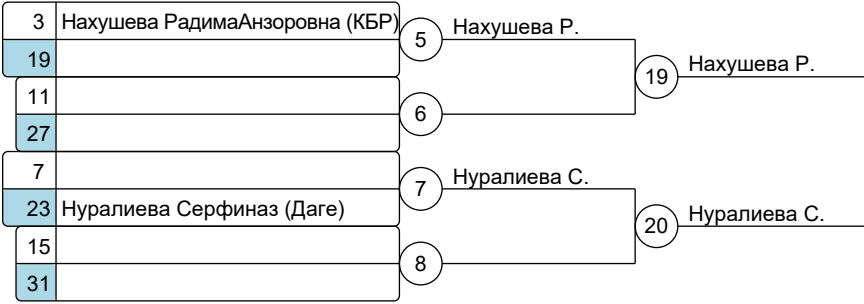 3 Нахушева РадимаАнзоровна (КБР)
5 Нахушева Р.
19
19 Нахушева Р.
11
6
27
7
7 Нуралиева С.
23 Нуралиева Серфиназ (Даге)
20 Нуралиева С.
15
8
31